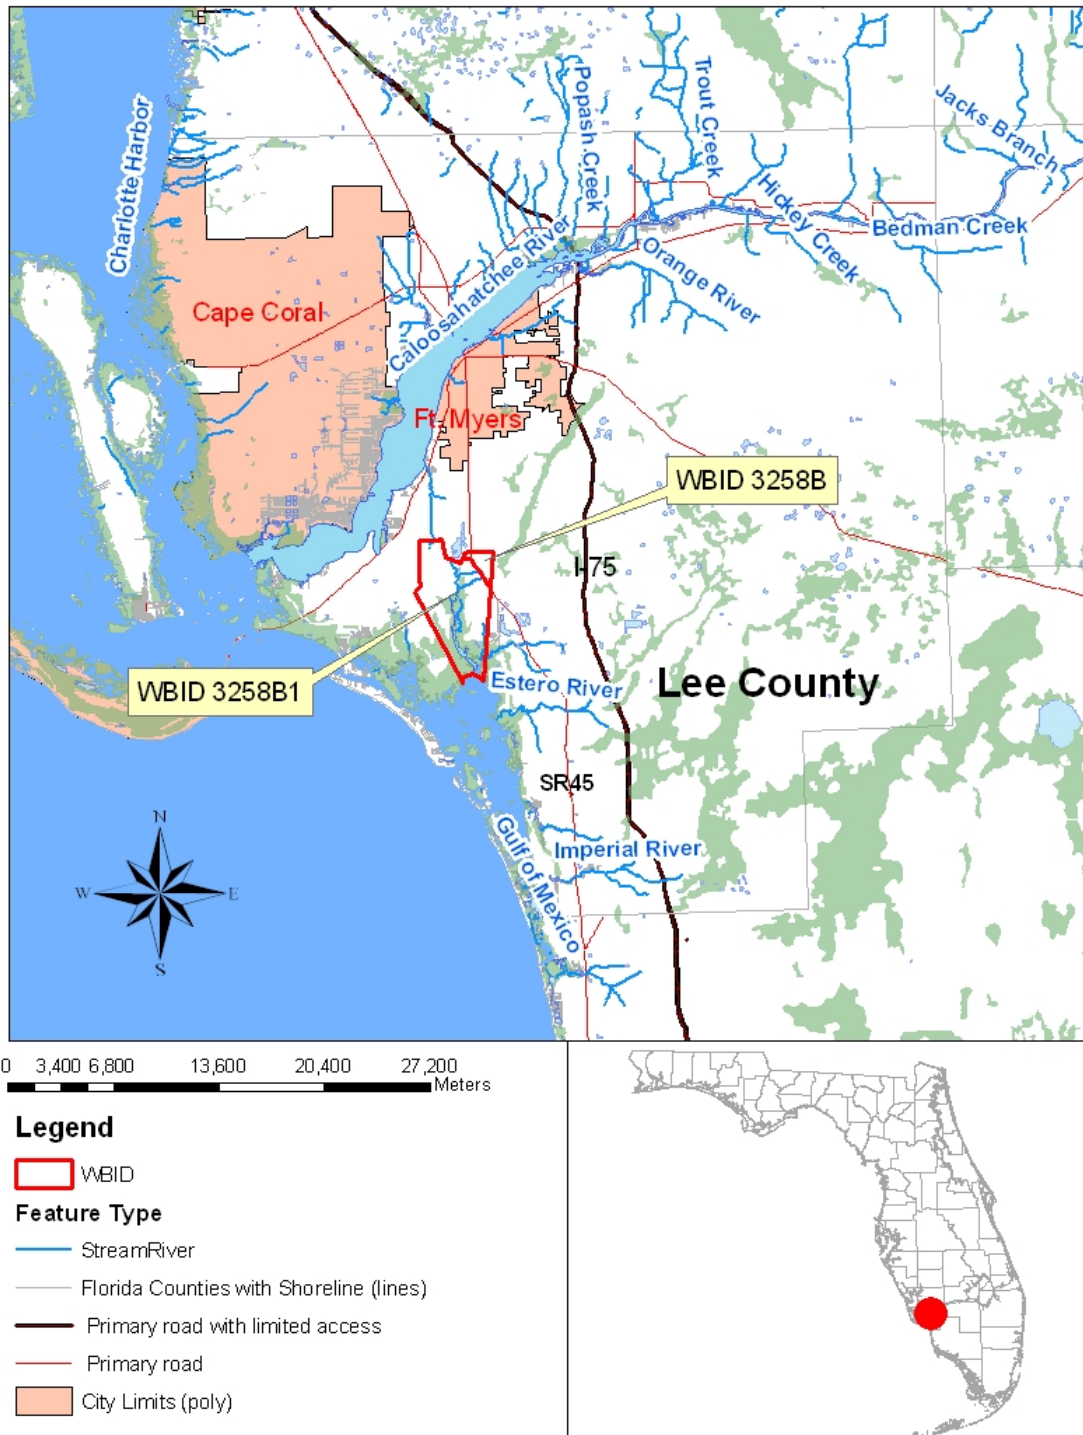 Charlotte Harbor
Popash Creek
Trout Creek
Jacks Branch
Hickey Creek
Bedman Creek
Orange River
Caloosahatchee River
Cape Coral
Ft. Myers
WBID 3258B
I-75
WBID 3258B1
Estero River
Lee County
SR45
Gulf of Mexico
Imperial River
N
W
E
S
0 3,400 6,800 13,600 20,400 27,200
Meters
Legend
WBID
Feature Type
StreamRiver
Florida Counties with Shoreline (lines)
Primary road with limited access
Primary road
City Limits (poly)